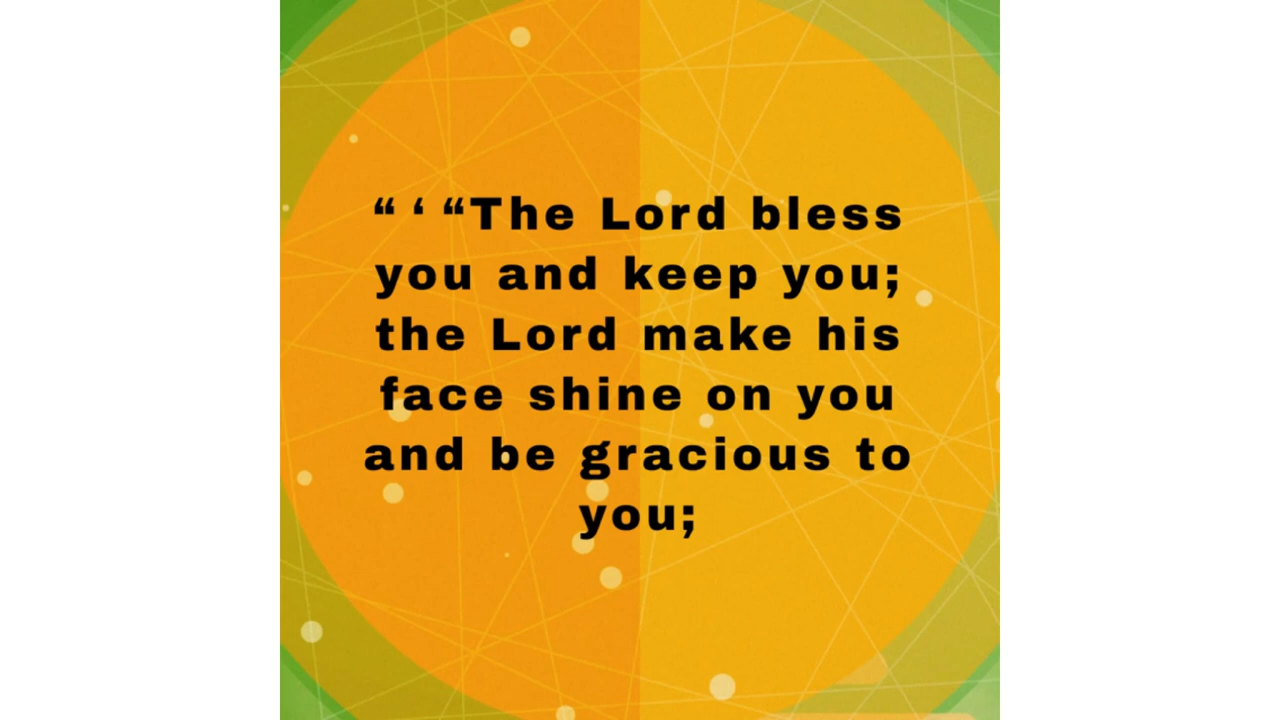 “ ‘ “The Lord bless
you and keep you;
the Lord make his
face shine on you
and be gracious to
you;